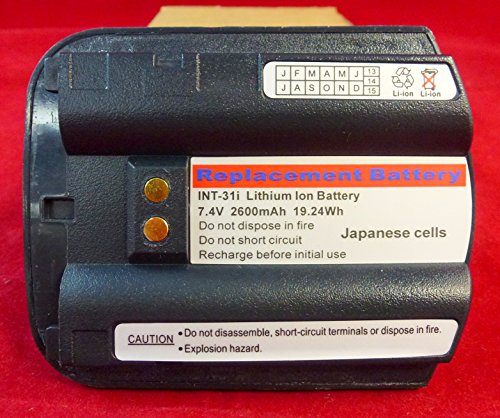 J F M A M J 13
14
J A S O N D 15
Li-ion Li-ion
Replacement Battery
INT-31i Lithium Ion Battery
7.4V 2600mAh 19.24Wh
Do not dispose in fire
Do not short circuit
Japanese cells
Recharge before initial use
CAUTION • Do not disassemble, short-circuit terminals or dispose in fire.
• Explosion hazard.